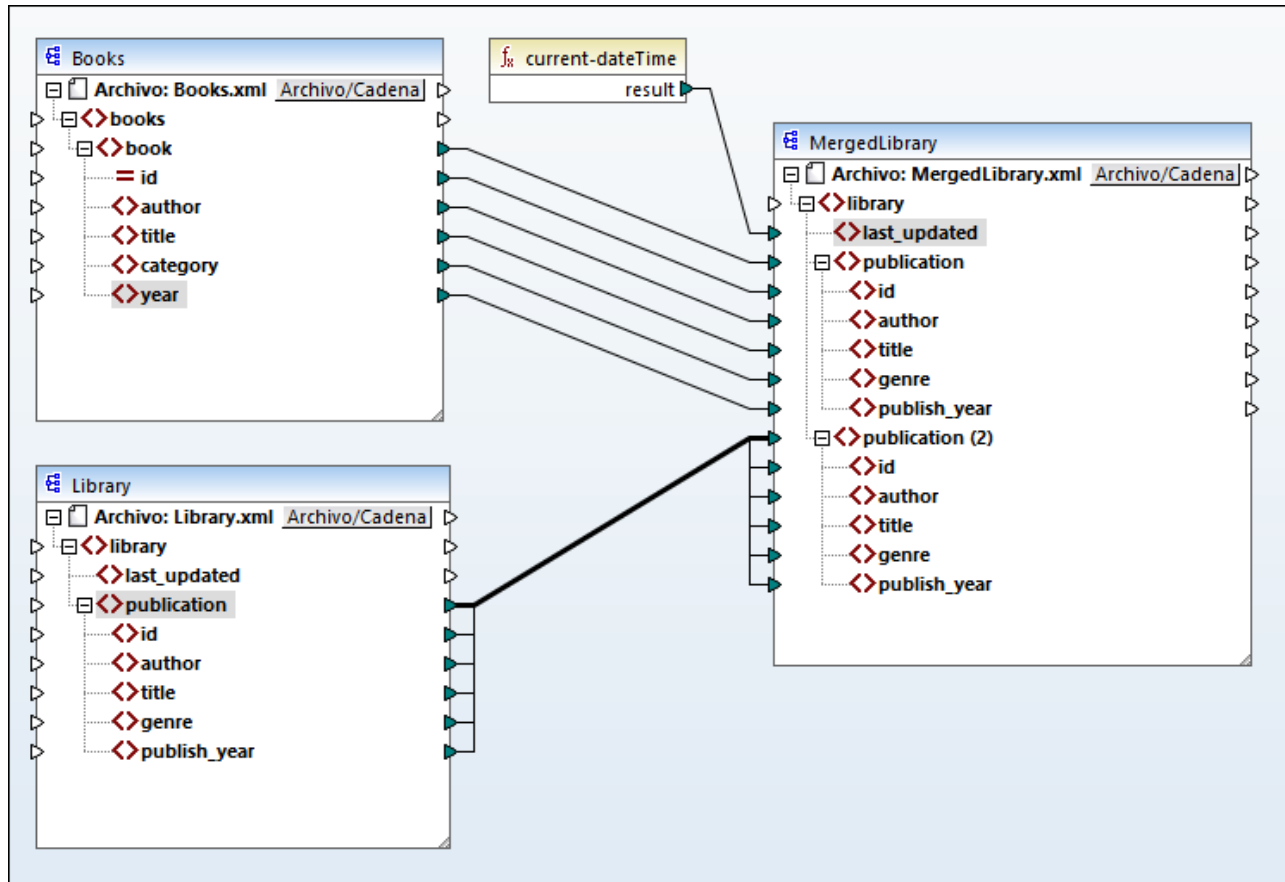 Books
Archivo: Books.xml Archivo/Cadena
books
book
id
author
title
category
year
current-dateTime
result
MergedLibrary
Archivo: MergedLibrary.xml Archivo/Cadena
library
last_updated
publication
id
author
title
genre
publish_year
publication (2)
id
author
title
genre
publish_year
Library
Archivo: Library.xml Archivo/Cadena
library
last_updated
publication
id
author
title
genre
publish_year